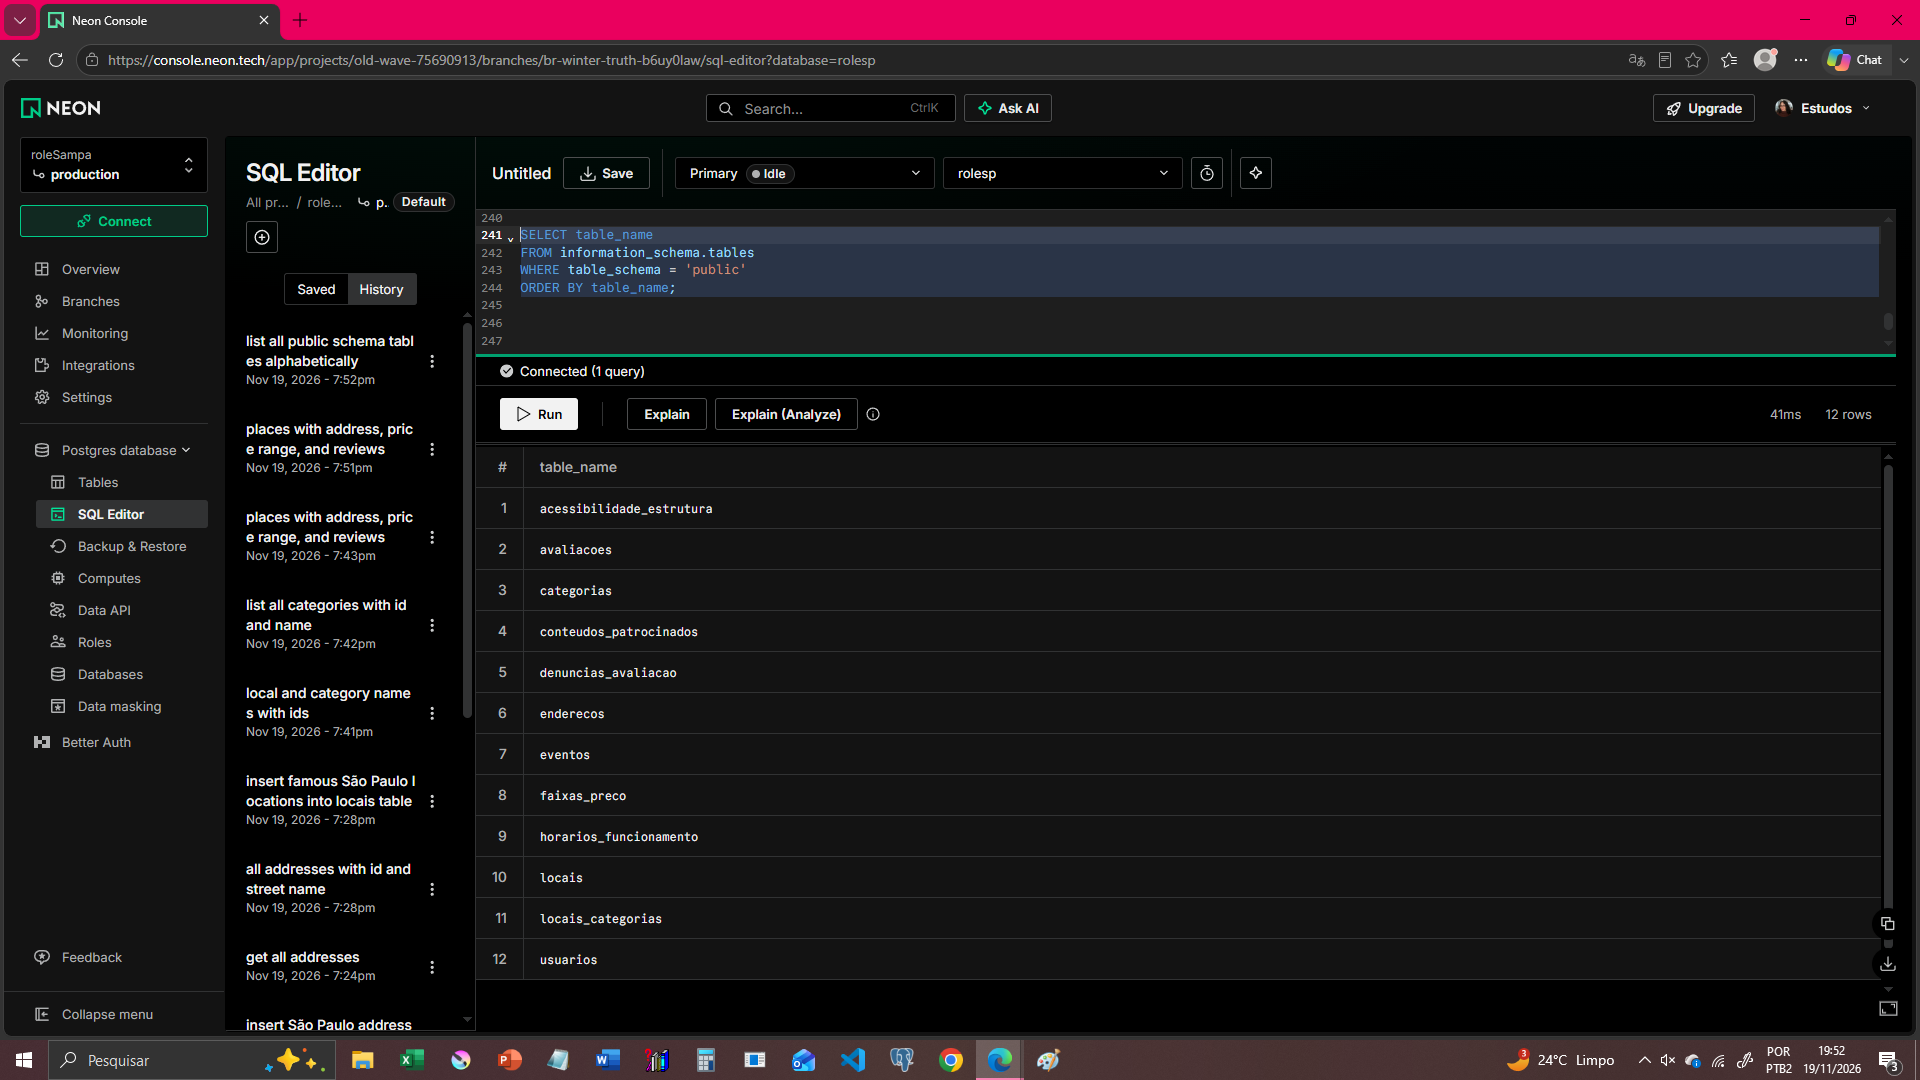 Neon Console
https://console.neon.tech/app/projects/old-wave-75690913/branches/br-winter-truth-b6uy0law/sql-editor?database=rolesp
Chat
NEON
Search...
CtrlK
Ask AI
Upgrade
Estudos
roleSampa
production
Connect
Overview
Branches
Monitoring
Integrations
Settings
Postgres database
Tables
SQL Editor
Backup & Restore
Computes
Data API
Roles
Databases
Data masking
Better Auth
Feedback
Collapse menu
SQL Editor
All pr... / role... p. Default
Saved
History
list all public schema tabl
es alphabetically
Nov 19, 2026 - 7:52pm
places with address, pric
e range, and reviews
Nov 19, 2026 - 7:51pm
places with address, pric
e range, and reviews
Nov 19, 2026 - 7:43pm
list all categories with id
and name
Nov 19, 2026 - 7:42pm
local and category name
s with ids
Nov 19, 2026 - 7:41pm
insert famous São Paulo l
ocations into locais table
Nov 19, 2026 - 7:28pm
all addresses with id and
street name
Nov 19, 2026 - 7:28pm
get all addresses
Nov 19, 2026 - 7:24pm
insert São Paulo address
Untitled
Save
Primary Idle
rolesp
240
241 SELECT table_name
242 FROM information_schema.tables
243 WHERE table_schema = 'public'
244 ORDER BY table_name;
245
246
247
Connected (1 query)
Run
Explain
Explain (Analyze)
41ms
12 rows
# table_name
1 acessibilidade_estrutura
2 avaliacoes
3 categorias
4 conteudos_patrocinados
5 denuncias_avaliacao
6 enderecos
7 eventos
8 faixas_preco
9 horarios_funcionamento
10 locais
11 locais_categorias
12 usuarios
Pesquisar
3
24°C Limpo
POR
PTB2
19:52
19/11/2026
3